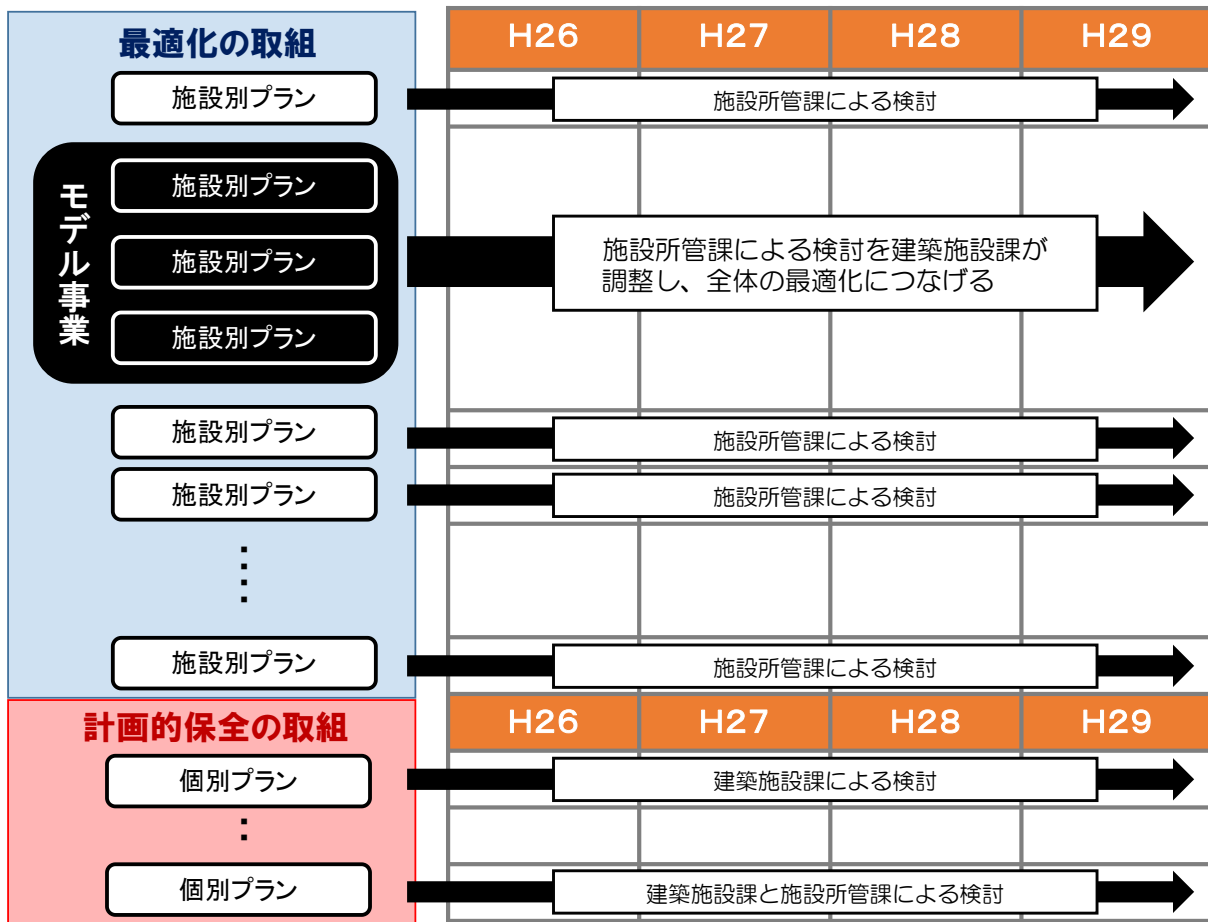 最適化の取組
H26 H27 H28 H29
施設別プラン
施設所管課による検討
モデル事業
施設別プラン
施設別プラン
施設別プラン
施設所管課による検討を建築施設課が
調整し、全体の最適化につなげる
施設別プラン
施設所管課による検討
施設別プラン
施設所管課による検討
････
施設別プラン
施設所管課による検討
計画的保全の取組
H26 H27 H28 H29
個別プラン
建築施設課による検討
：
個別プラン
建築施設課と施設所管課による検討